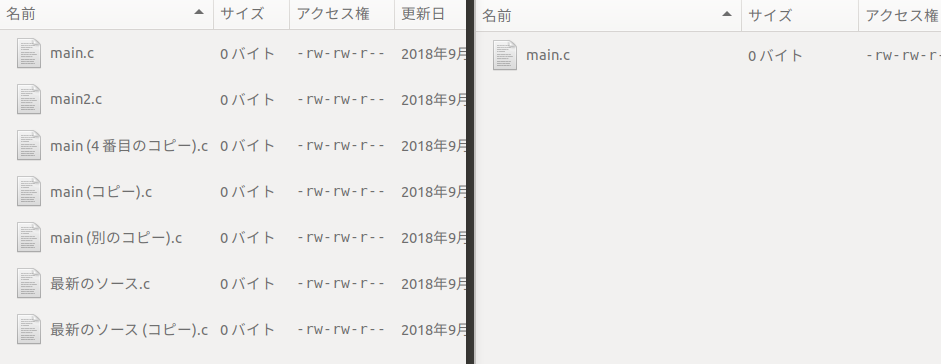 名前 サイズ アクセス権 更新日
main.c 0 バイト -rw-rw-r-- 2018年9月
main2.c 0 バイト -rw-rw-r-- 2018年9月
main (4 番目のコピー).c 0 バイト -rw-rw-r-- 2018年9月
main (コピー).c 0 バイト -rw-rw-r-- 2018年9月
main (別のコピー).c 0 バイト -rw-rw-r-- 2018年9月
最新のソース.c 0 バイト -rw-rw-r-- 2018年9月
最新のソース (コピー).c 0 バイト -rw-rw-r-- 2018年9月
名前 サイズ アクセス権
main.c 0 バイト -rw-rw-r-